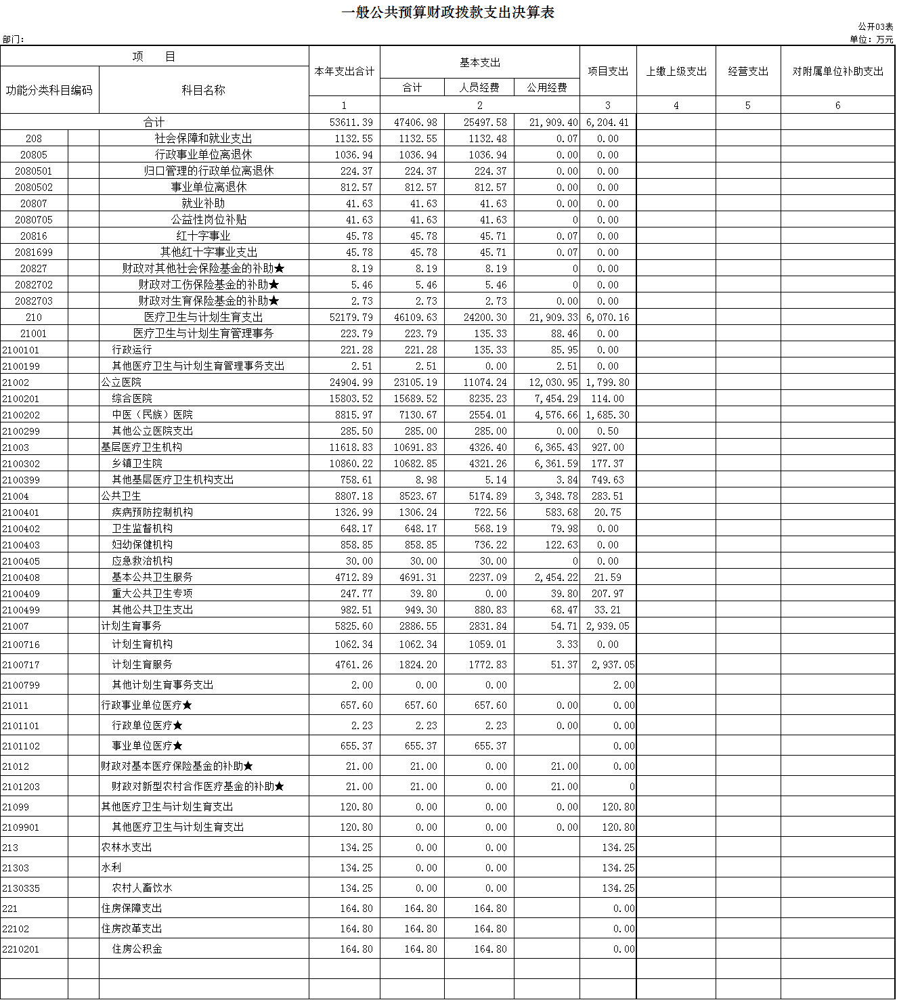 一般公共预算财政拨款支出决算表
公开03表
部门： 单位：万元
项 目 本年支出合计 基本支出 项目支出 上缴上级支出 经营支出 对附属单位补助支出
功能分类科目编码 科目名称 合计 人员经费 公用经费
1 2 3 4 5 6
合计 53611.39 47406.98 25497.58 21,909.40 6,204.41
208 社会保障和就业支出 1132.55 1132.55 1132.48 0.07 0.00
20805 行政事业单位离退休 1036.94 1036.94 1036.94 0.00 0.00
2080501 归口管理的行政单位离退休 224.37 224.37 224.37 0.00 0.00
2080502 事业单位离退休 812.57 812.57 812.57 0.00 0.00
20807 就业补助 41.63 41.63 41.63 0.00 0.00
2080705 公益性岗位补贴 41.63 41.63 41.63 0 0.00
20816 红十字事业 45.78 45.78 45.71 0.07 0.00
2081699 其他红十字事业支出 45.78 45.78 45.71 0.07 0.00
20827 财政对其他社会保险基金的补助★ 8.19 8.19 8.19 0 0.00
2082702 财政对工伤保险基金的补助★ 5.46 5.46 5.46 0 0.00
2082703 财政对生育保险基金的补助★ 2.73 2.73 2.73 0.00 0.00
210 医疗卫生与计划生育支出 52179.79 46109.63 24200.30 21,909.33 6,070.16
21001 医疗卫生与计划生育管理事务 223.79 223.79 135.33 88.46 0.00
2100101 行政运行 221.28 221.28 135.33 85.95 0.00
2100199 其他医疗卫生与计划生育管理事务支出 2.51 2.51 0.00 2.51 0.00
21002 公立医院 24904.99 23105.19 11074.24 12,030.95 1,799.80
2100201 综合医院 15803.52 15689.52 8235.23 7,454.29 114.00
2100202 中医（民族）医院 8815.97 7130.67 2554.01 4,576.66 1,685.30
2100299 其他公立医院支出 285.50 285.00 285.00 0.00 0.50
21003 基层医疗卫生机构 11618.83 10691.83 4326.40 6,365.43 927.00
2100302 乡镇卫生院 10860.22 10682.85 4321.26 6,361.59 177.37
2100399 其他基层医疗卫生机构支出 758.61 8.98 5.14 3.84 749.63
21004 公共卫生 8807.18 8523.67 5174.89 3,348.78 283.51
2100401 疾病预防控制机构 1326.99 1306.24 722.56 583.68 20.75
2100402 卫生监督机构 648.17 648.17 568.19 79.98 0.00
2100403 妇幼保健机构 858.85 858.85 736.22 122.63 0.00
2100405 应急救治机构 30.00 30.00 30.00 0 0.00
2100408 基本公共卫生服务 4712.89 4691.31 2237.09 2,454.22 21.59
2100409 重大公共卫生专项 247.77 39.80 0.00 39.80 207.97
2100499 其他公共卫生支出 982.51 949.30 880.83 68.47 33.21
21007 计划生育事务 5825.60 2886.55 2831.84 54.71 2,939.05
2100716 计划生育机构 1062.34 1062.34 1059.01 3.33 0.00
2100717 计划生育服务 4761.26 1824.20 1772.83 51.37 2,937.05
2100799 其他计划生育事务支出 2.00 0.00 0.00 2.00
21011 行政事业单位医疗★ 657.60 657.60 657.60 0.00 0.00
2101101 行政单位医疗★ 2.23 2.23 2.23 0.00 0.00
2101102 事业单位医疗★ 655.37 655.37 655.37 0.00
21012 财政对基本医疗保险基金的补助★ 21.00 21.00 0.00 21.00 0.00
2101203 财政对新型农村合作医疗基金的补助★ 21.00 21.00 0.00 21.00 0
21099 其他医疗卫生与计划生育支出 120.80 0.00 0.00 0.00 120.80
2109901 其他医疗卫生与计划生育支出 120.80 0.00 0.00 0.00 120.80
213 农林水支出 134.25 0.00 0.00 134.25
21303 水利 134.25 0.00 0.00 134.25
2130335 农村人畜饮水 134.25 0.00 0.00 134.25
221 住房保障支出 164.80 164.80 164.80 0.00
22102 住房改革支出 164.80 164.80 164.80 0.00
2210201 住房公积金 164.80 164.80 164.80 0.00